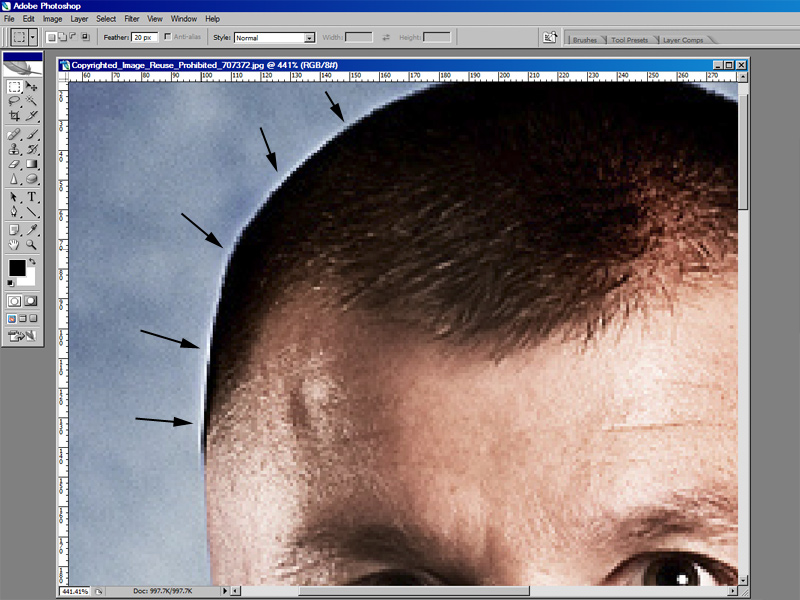 Adobe Photoshop
File Edit Image Layer Select Filter View Window Help
Feather: 20 px Anti-alias Style: Normal Width: Height: Brushes Tool Presets Layer Comps
Copyrighted_Image_Reuse_Prohibited_707372.jpg @ 441% (RGB/8#)
60 70 80 90 100 110 120 130 140 150 160 170 180 190 200 210 220 230 240 250 260 270
T
441.41% Doc: 997.7K/997.7K